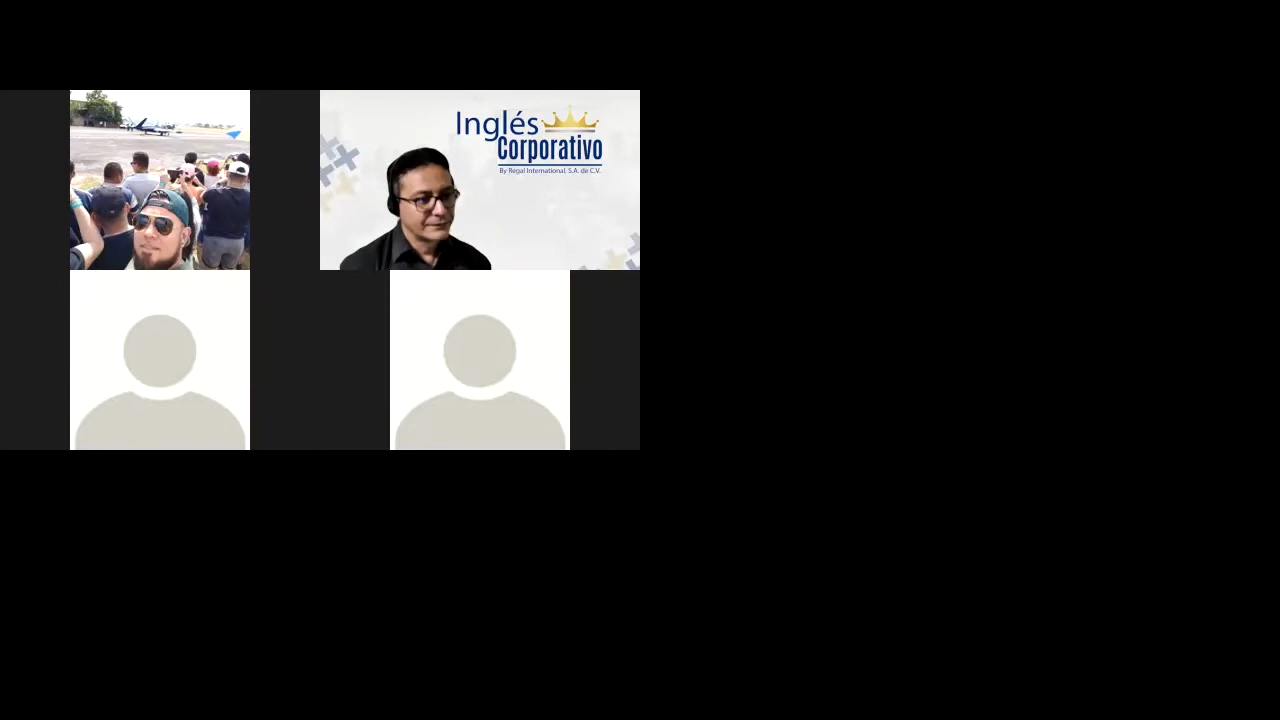 Inglés
Corporativo
By Regal International, S.A. de C.V.